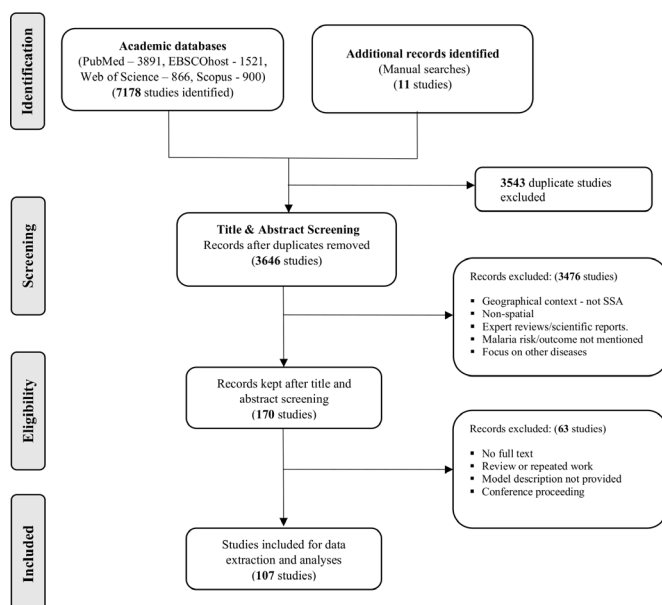 Identification
Academic databases
(PubMed – 3891, EBSCOhost - 1521,
Web of Science – 866, Scopus - 900)
(7178 studies identified)
Additional records identified
(Manual searches)
(11 studies)
3543 duplicate studies
excluded
Screening
Title & Abstract Screening
Records after duplicates removed
(3646 studies)
Records excluded: (3476 studies)
▪ Geographical context - not SSA
▪ Non-spatial
▪ Expert reviews/scientific reports.
▪ Malaria risk/outcome not mentioned
▪ Focus on other diseases
Eligibility
Records kept after title and
abstract screening
(170 studies)
Records excluded: (63 studies)
▪ No full text
▪ Review or repeated work
▪ Model description not provided
▪ Conference proceeding
Included
Studies included for data
extraction and analyses
(107 studies)